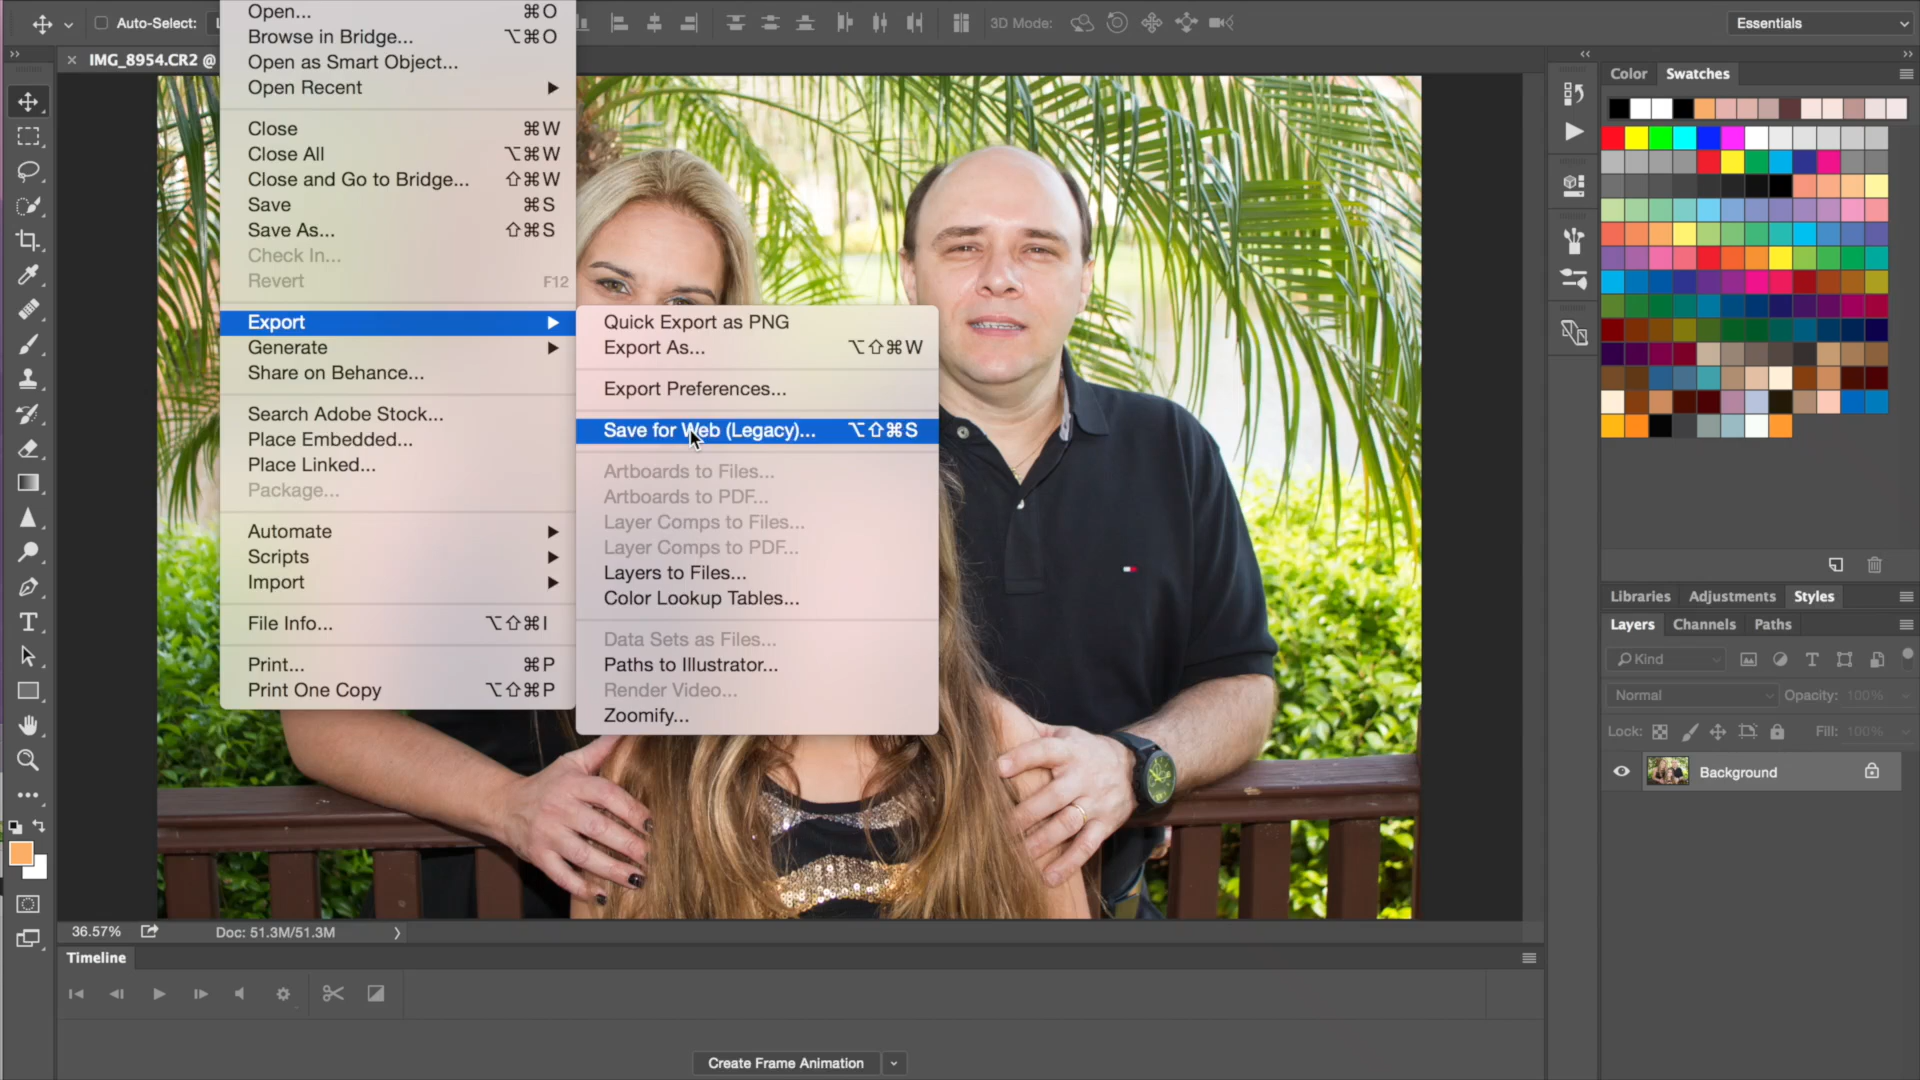 Auto-Select:
3D Mode:
Essentials
IMG_8954.CR2 @
Open... ⌘O
Browse in Bridge... ⌥⌘O
Open as Smart Object...
Open Recent ▶
Close ⌘W
Close All ⌥⌘W
Close and Go to Bridge... ⇧⌘W
Save ⌘S
Save As... ⇧⌘S
Check In...
Revert F12
Export ▶
Generate ▶
Share on Behance...
Search Adobe Stock...
Place Embedded...
Place Linked...
Package...
Automate ▶
Scripts ▶
Import ▶
File Info... ⌥⇧⌘I
Print... ⌘P
Print One Copy ⌥⇧⌘P
Quick Export as PNG
Export As... ⌥⇧⌘W
Export Preferences...
Save for Web (Legacy)... ⌥⇧⌘S
Artboards to Files...
Artboards to PDF...
Layer Comps to Files...
Layer Comps to PDF...
Layers to Files...
Color Lookup Tables...
Data Sets as Files...
Paths to Illustrator...
Render Video...
Zoomify...
Color Swatches
Libraries Adjustments Styles
Layers Channels Paths
Kind
Normal Opacity: 100%
Lock: Fill: 100%
Background
36.57% Doc: 51.3M/51.3M
Timeline
Create Frame Animation